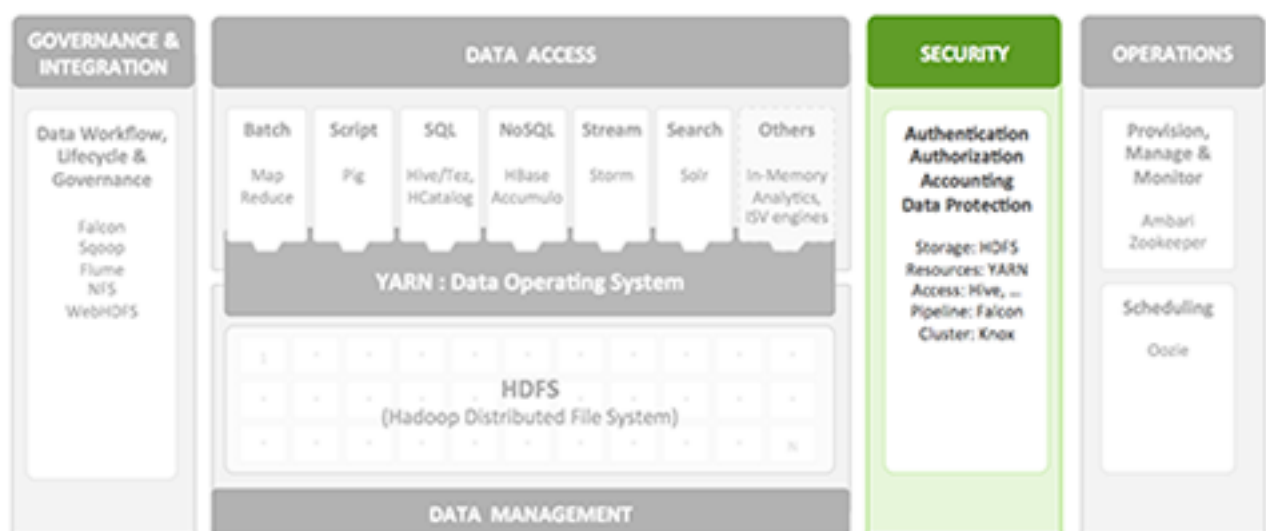 GOVERNANCE &
INTEGRATION
Data Workflow,
Lifecycle &
Governance
Falcon
Sqoop
Flume
NFS
WebHDFS
DATA ACCESS
Batch
Map
Reduce
Script
Pig
SQL
Hive/Tez,
HCatalog
NoSQL
HBase
Accumulo
Stream
Storm
Search
Solr
Others
In-Memory
Analytics,
ISV engines
YARN : Data Operating System
1
HDFS
(Hadoop Distributed File System)
N
DATA MANAGEMENT
SECURITY
Authentication
Authorization
Accounting
Data Protection
Storage: HDFS
Resources: YARN
Access: Hive, ...
Pipeline: Falcon
Cluster: Knox
OPERATIONS
Provision,
Manage &
Monitor
Ambari
Zookeeper
Scheduling
Oozie